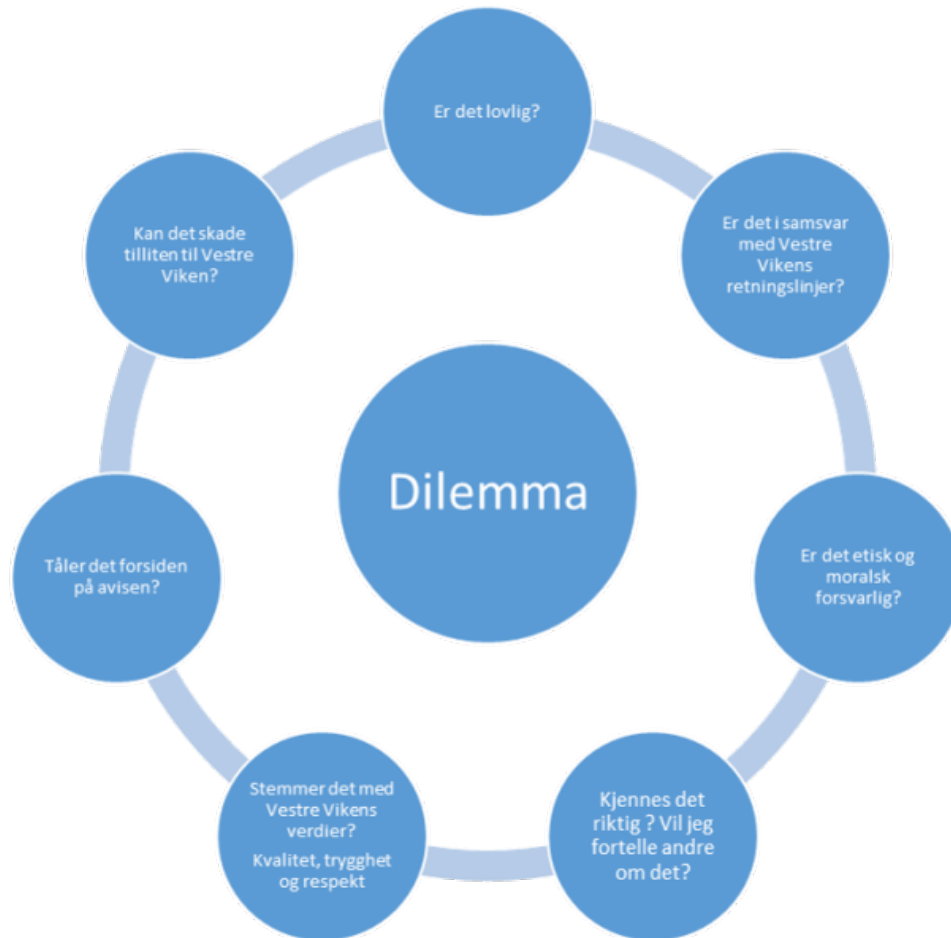 Er det lovlig?
Er det i samsvar
med Vestre
Vikens
retningslinjer?
Er det etisk og
moralsk
forsvarlig?
Kjennes det
riktig ? Vil jeg
fortelle andre
om det?
Stemmer det med
Vestre Vikens
verdier?
Kvalitet, trygghet
og respekt
Tåler det forsiden
på avisen?
Kan det skade
tilliten til Vestre
Viken?
Dilemma